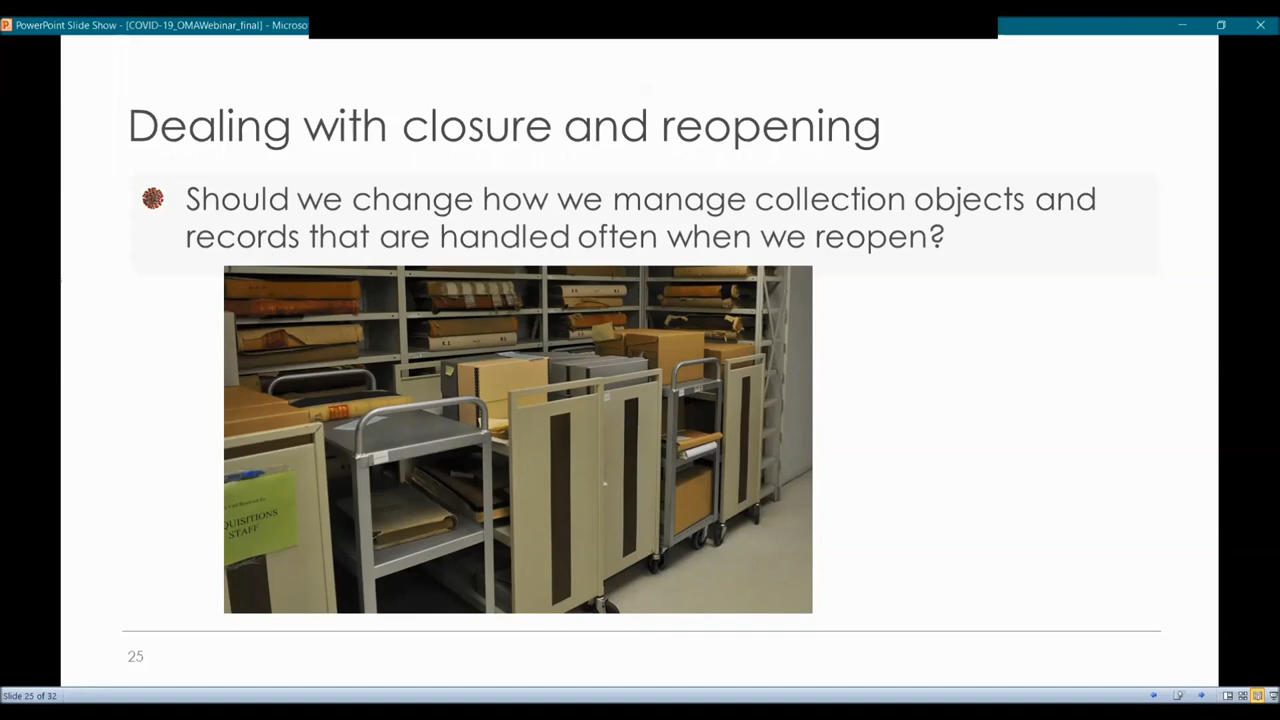 PowerPoint Slide Show - [COVID-19_OMAWebinar_final] - Microso
Dealing with closure and reopening
Should we change how we manage collection objects and
records that are handled often when we reopen?
QUISITIONS
STAFF
25
Slide 25 of 32